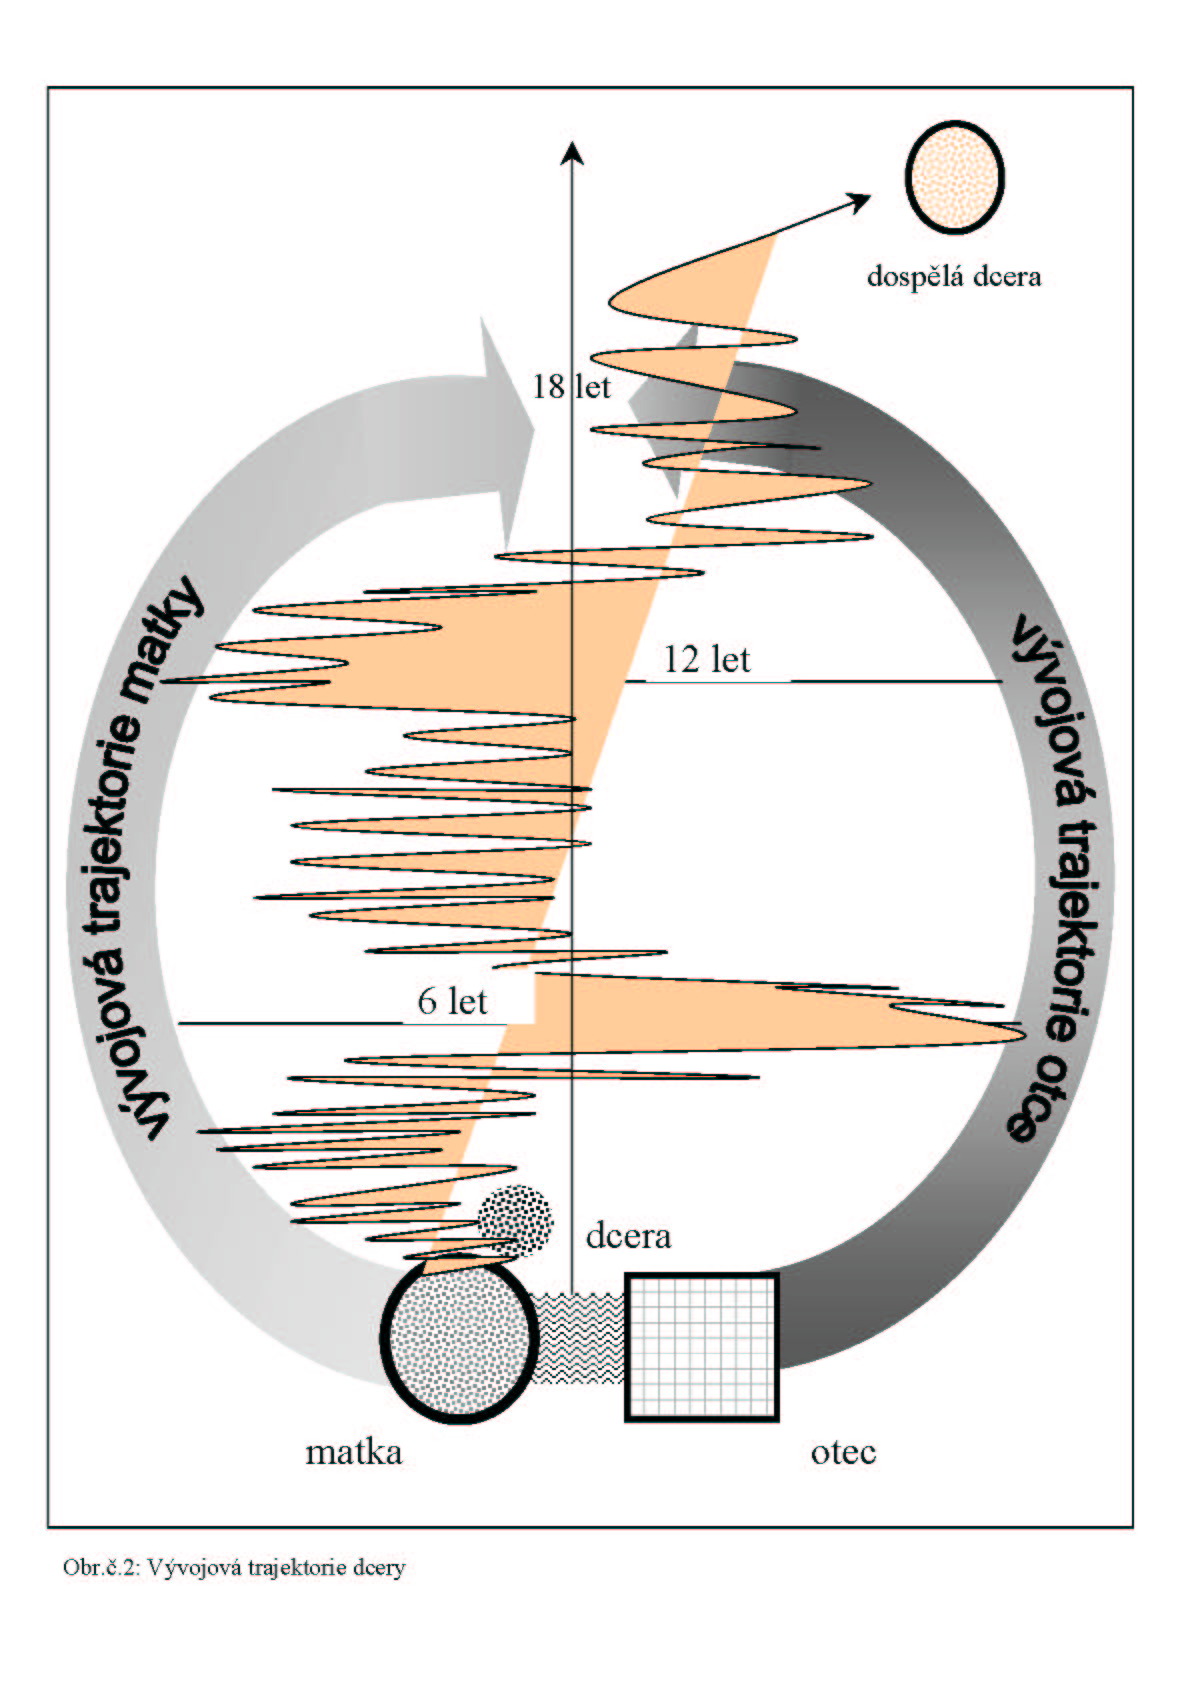 dospělá dcera
18 let
vývojová trajektorie matky
vývojová trajektorie otce
12 let
6 let
dcera
matka
otec
Obr.č.2: Vývojová trajektorie dcery